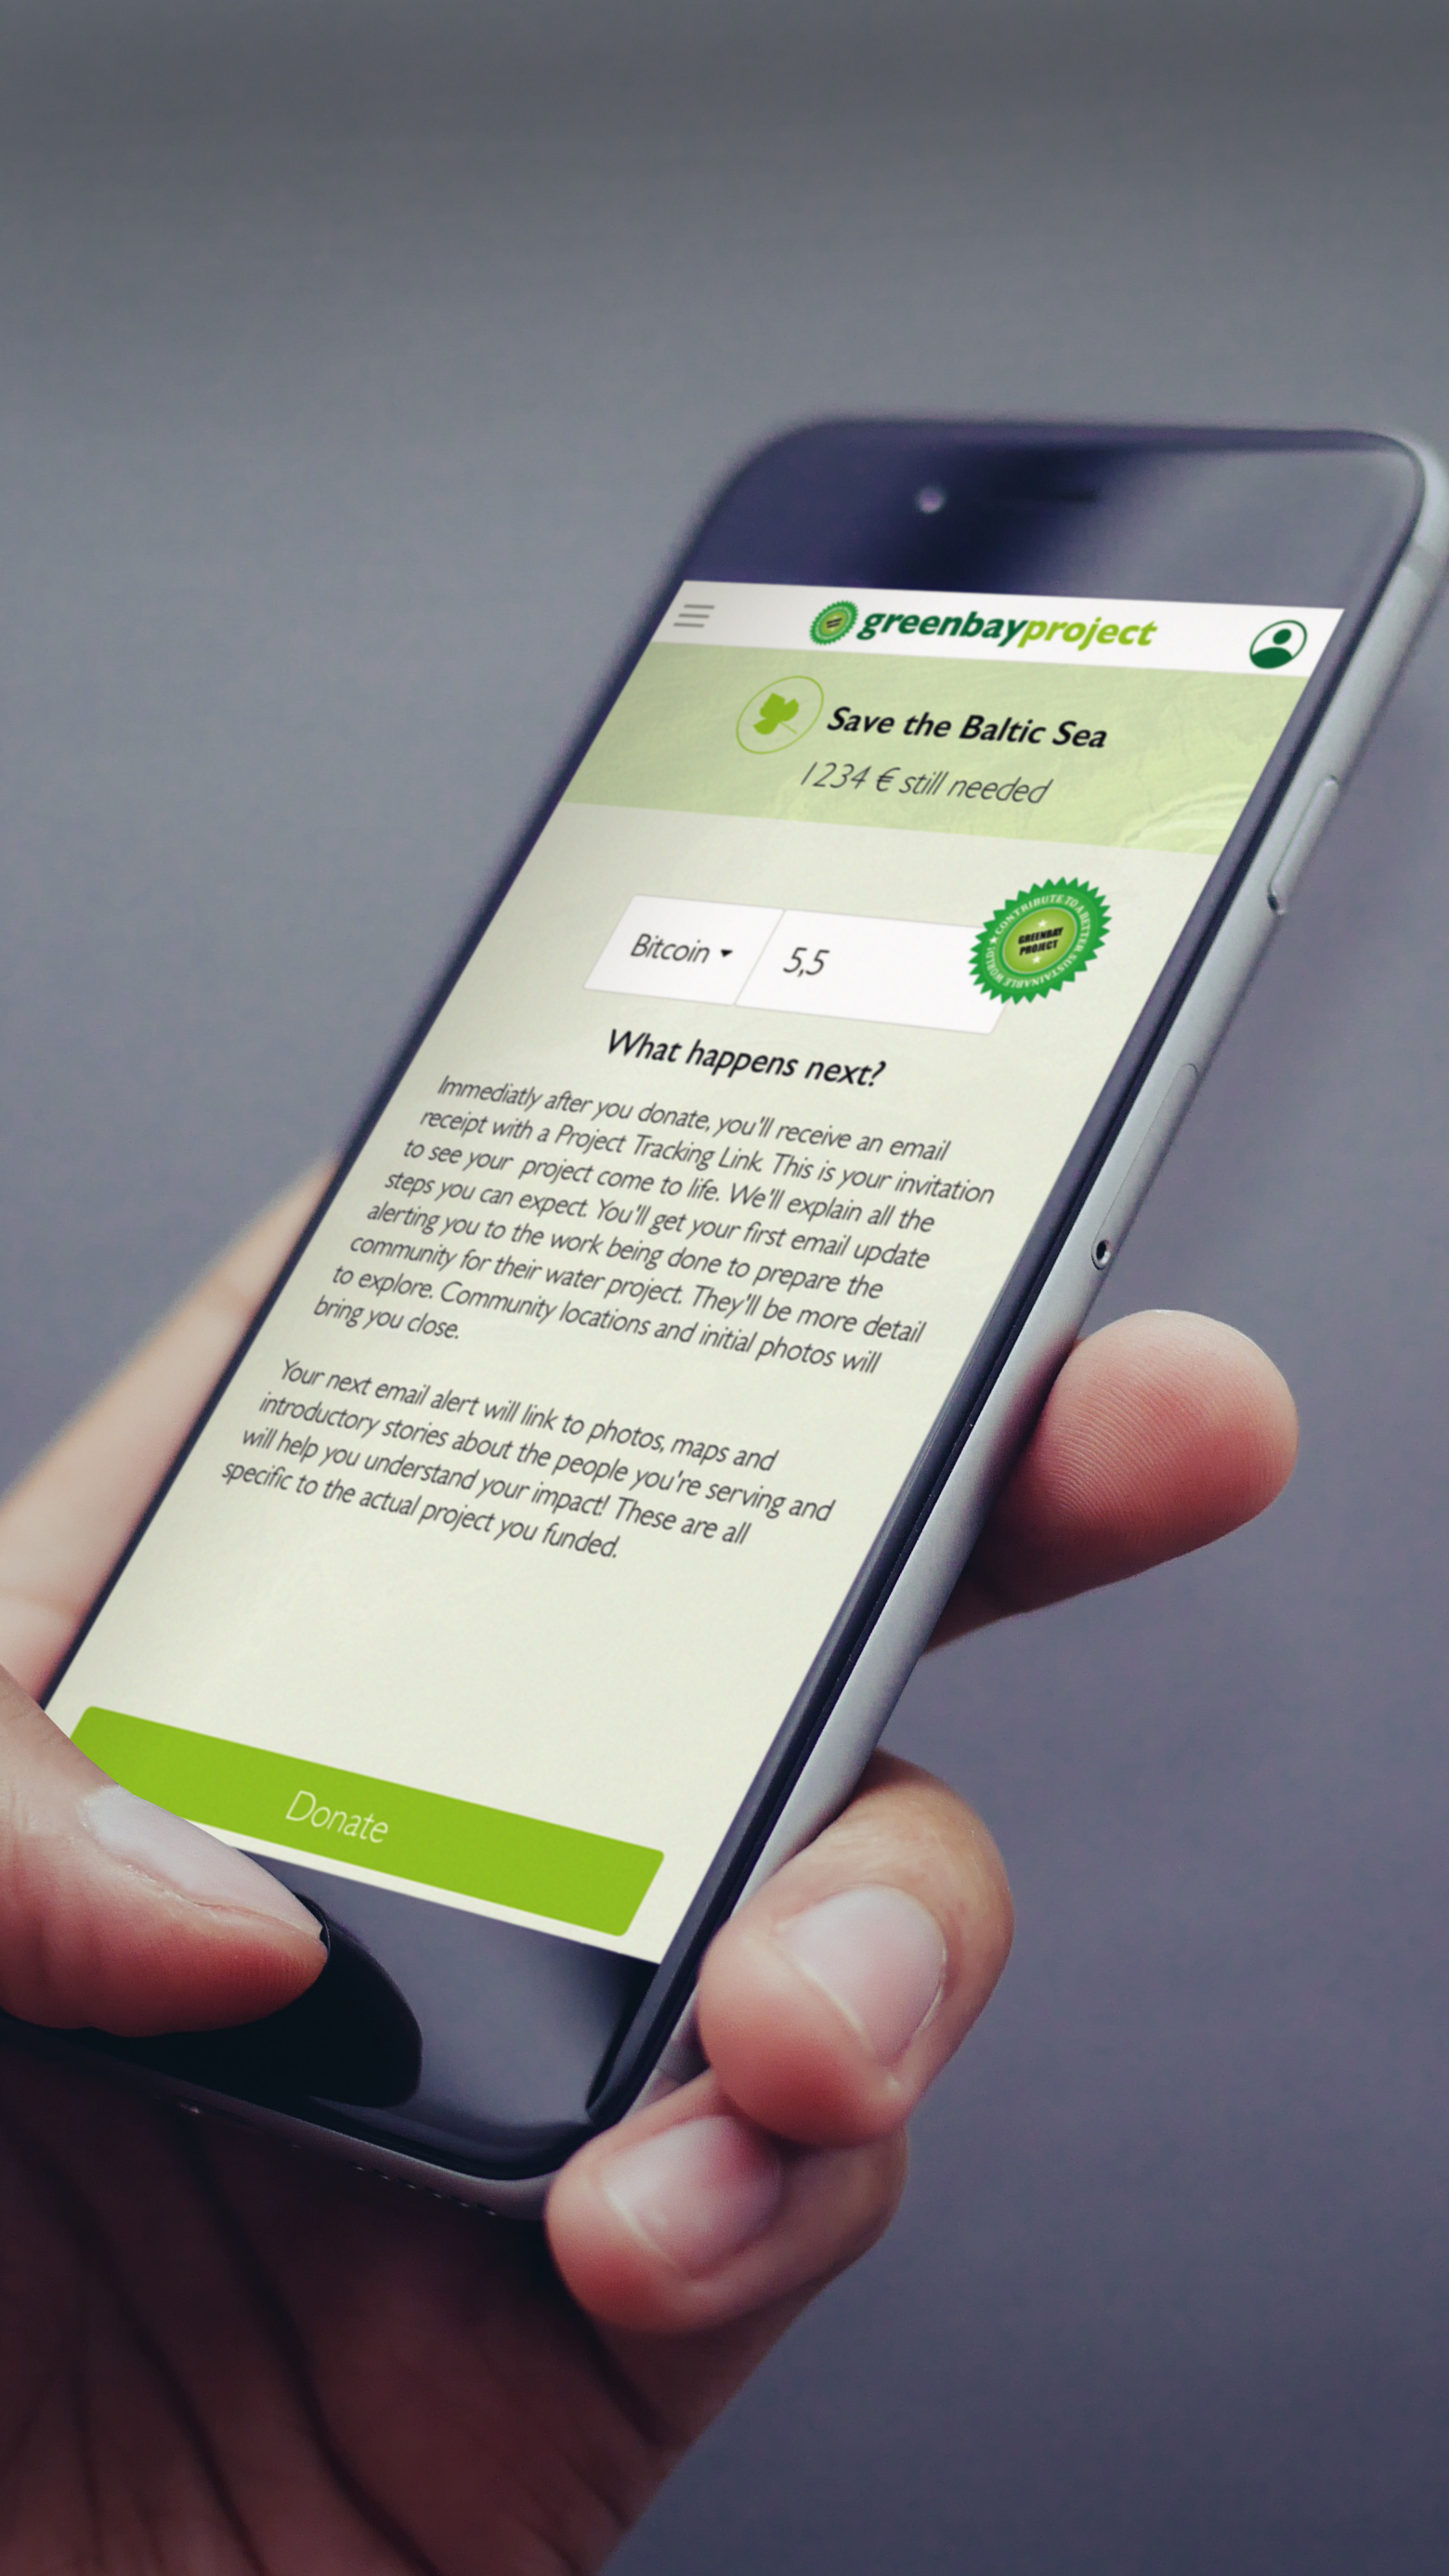 greenbayproject
Save the Baltic Sea
1234 € still needed
Bitcoin
5,5
CONTRIBUTE TO A BETTER SUSTAINABLE WORLD!
GREENBAY
PROJECT
What happens next?
Immediatly after you donate, you'll receive an email
receipt with a Project Tracking Link. This is your invitation
to see your project come to life. We'll explain all the
steps you can expect. You'll get your first email update
alerting you to the work being done to prepare the
community for their water project. They'll be more detail
to explore. Community locations and initial photos will
bring you close.
Your next email alert will link to photos, maps and
introductory stories about the people you're serving and
will help you understand your impact! These are all
specific to the actual project you funded.
Donate